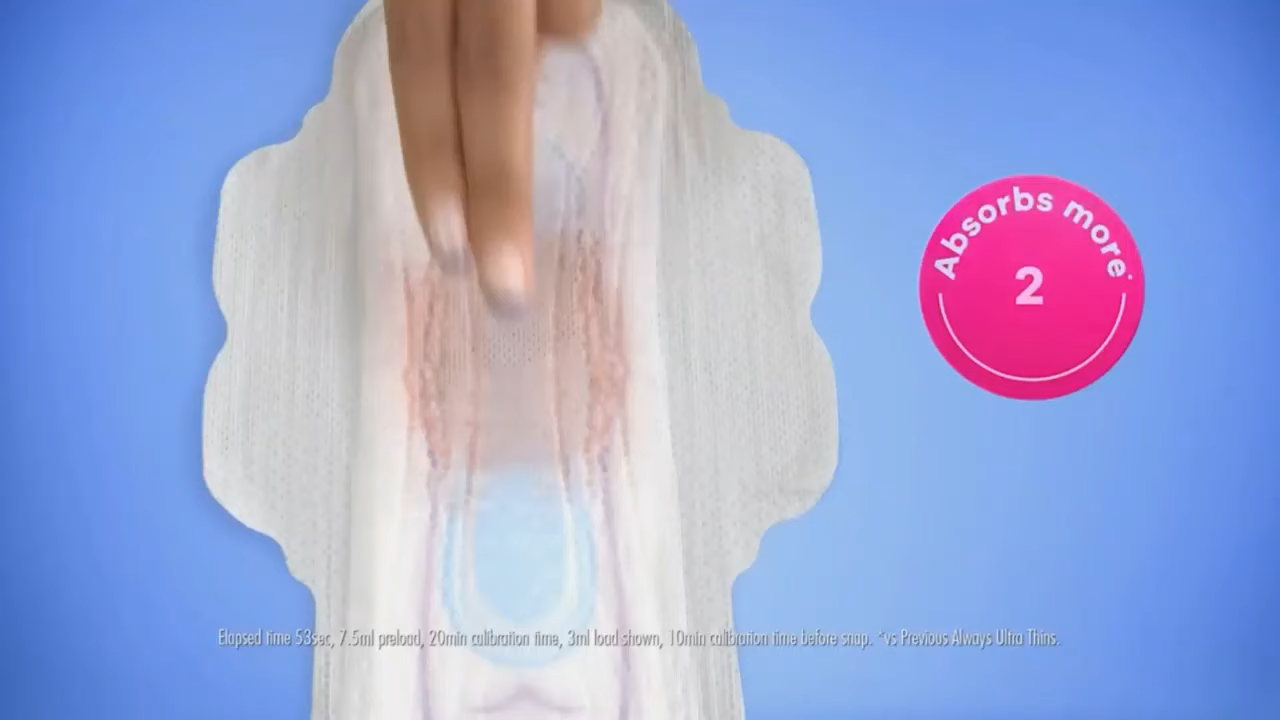 Absorbs more*
2
Elapsed time 53sec, 7.5ml preload, 20min calibration time, 3ml load shown, 10min calibration time before snap. *vs Previous Always Ultra Thins.